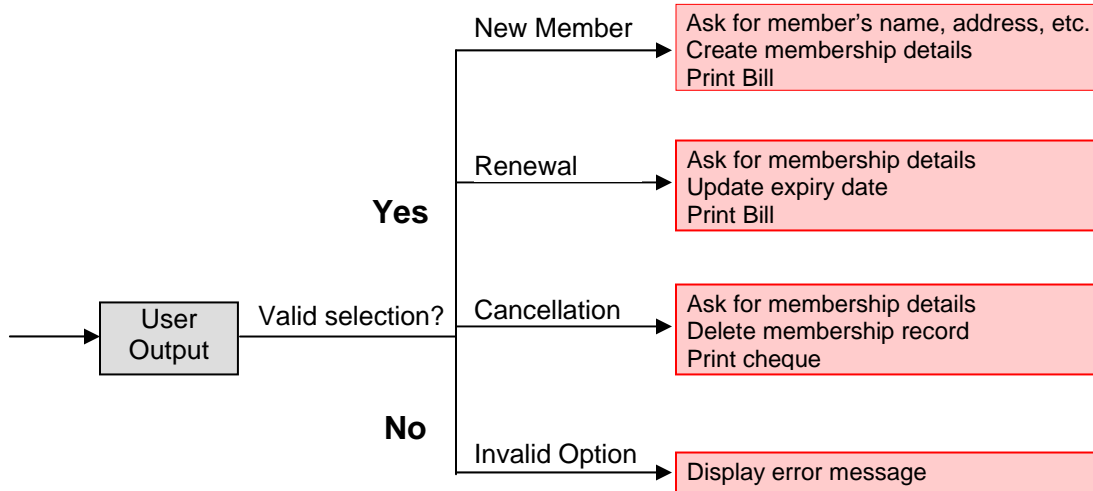 New Member
Ask for member's name, address, etc.
Create membership details
Print Bill
Renewal
Ask for membership details
Update expiry date
Print Bill
Yes
User
Output
Valid selection?
Cancellation
Ask for membership details
Delete membership record
Print cheque
No
Invalid Option
Display error message